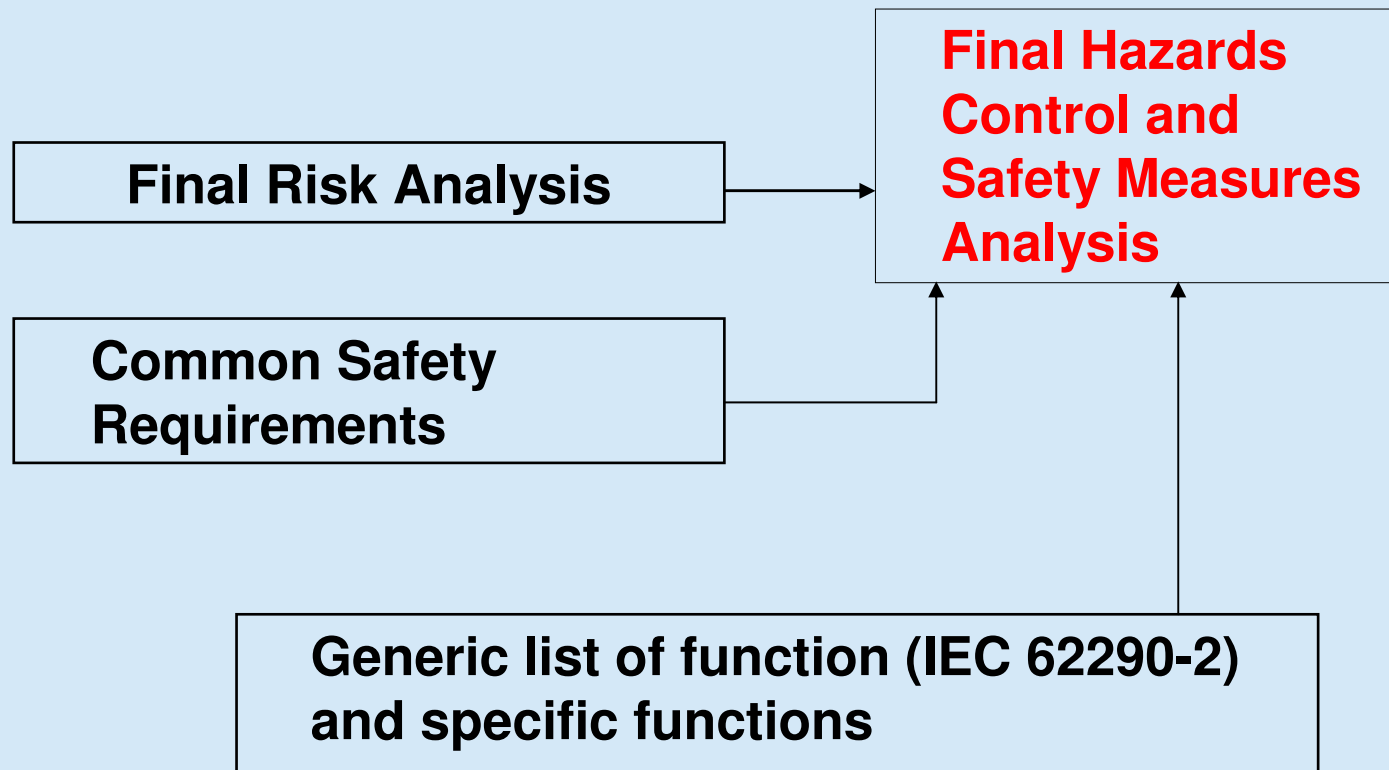 Final Hazards
Control and
Safety Measures
Analysis
Final Risk Analysis
Common Safety
Requirements
Generic list of function (IEC 62290-2)
and specific functions